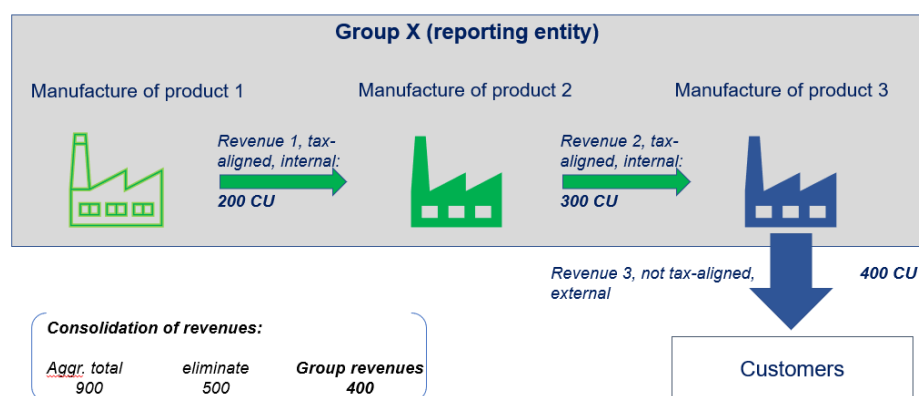 Group X (reporting entity)
Manufacture of product 1
Manufacture of product 2
Manufacture of product 3
Revenue 1, tax-
aligned, internal:
200 CU
Revenue 2, tax-
aligned, internal:
300 CU
Revenue 3, not tax-aligned,
external
400 CU
Consolidation of revenues:
Aggr. total eliminate Group revenues
900 500 400
Customers